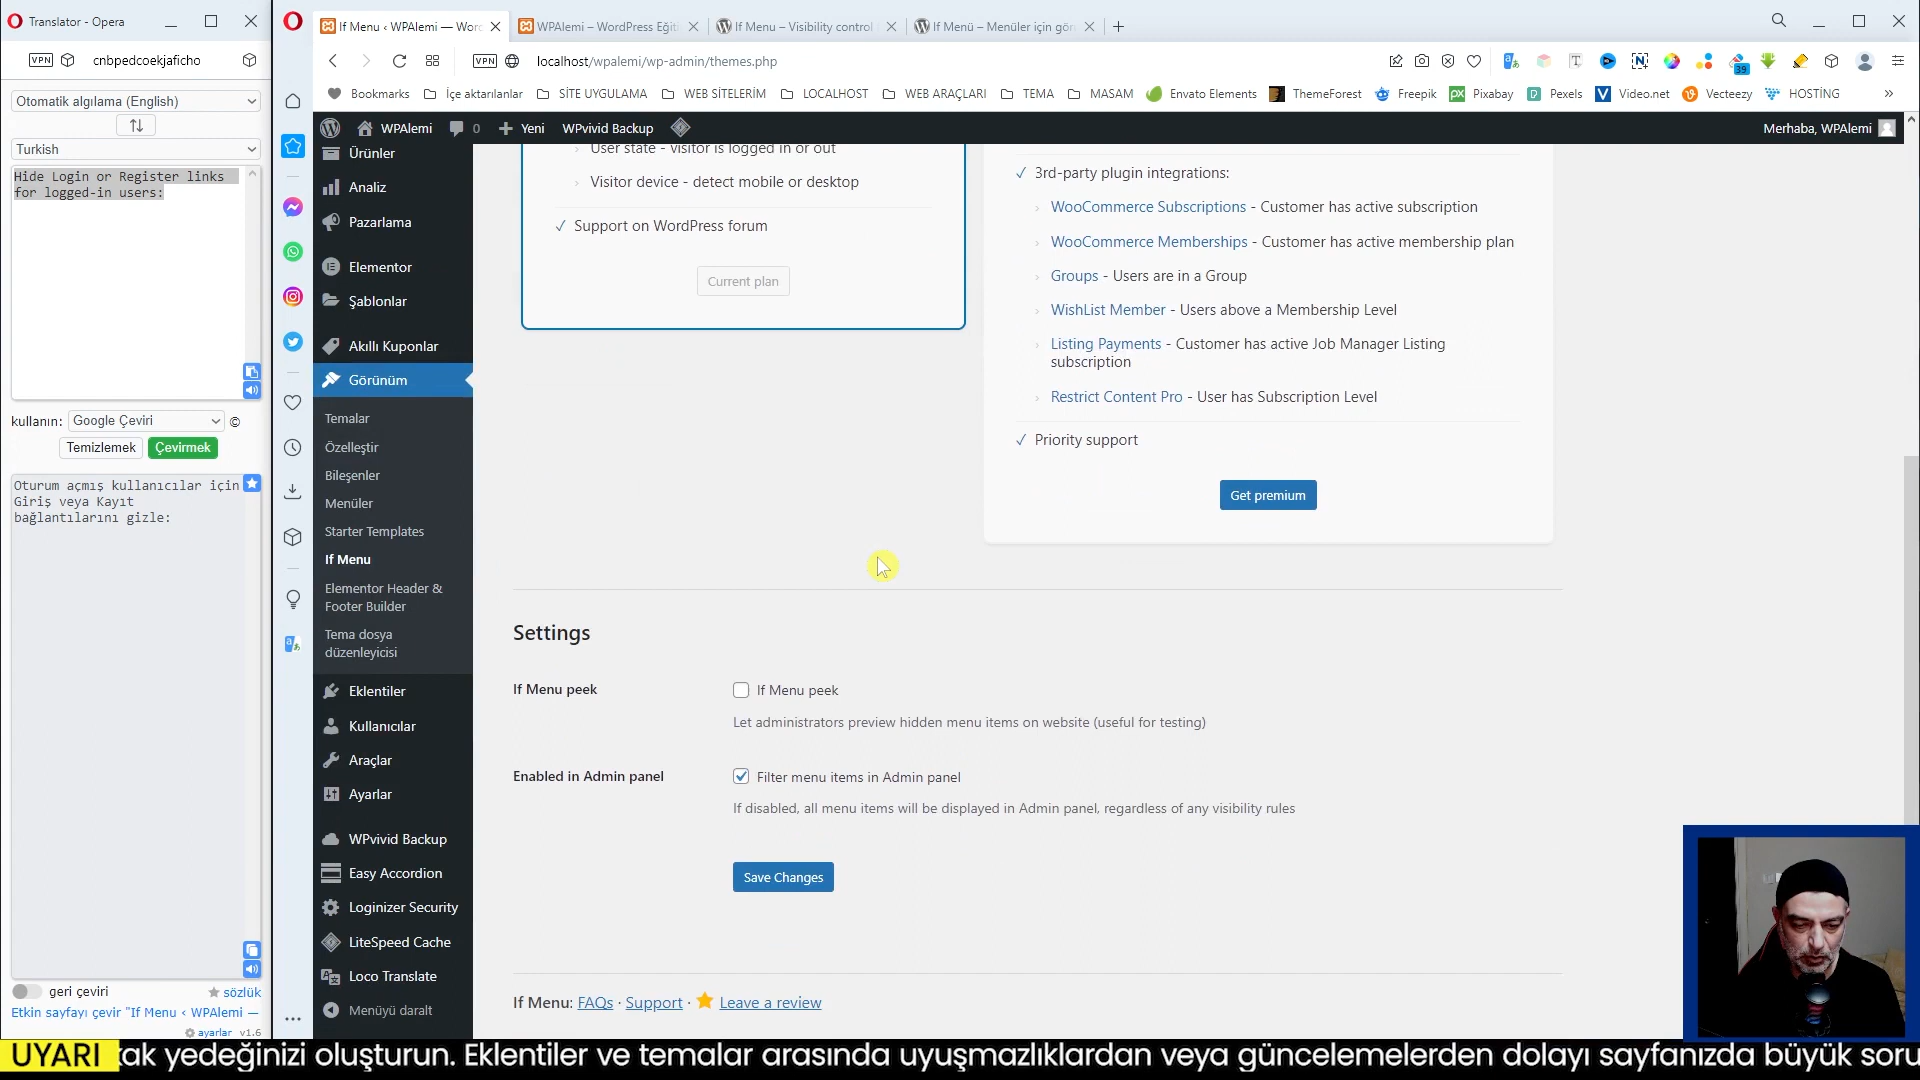 Translator - Opera
If Menu ‹ WPAlemi — Wor
WPAlemi – WordPress Eğiti
If Menu – Visibility control
If Menü – Menüler için gör
VPN
cnbpedcoekjaficho
VPN
localhost/wpalemi/wp-admin/themes.php
39
Bookmarks
İçe aktarılanlar
SİTE UYGULAMA
WEB SİTELERİM
LOCALHOST
WEB ARAÇLARI
TEMA
MASAM
Envato Elements
ThemeForest
Freepik
Pixabay
Pexels
Video.net
Vecteezy
HOSTİNG
Otomatik algılama (English)
Turkish
Hide Login or Register links
for logged-in users:
kullanın:
Google Çeviri
Temizlemek
Çevirmek
Oturum açmış kullanıcılar için
Giriş veya Kayıt
bağlantılarını gizle:
geri çeviri
sözlük
Etkin sayfayı çevir "If Menu ‹ WPAlemi —
ayarlar v1.6
WPAlemi
0
Yeni
WPvivid Backup
Merhaba, WPAlemi
Ürünler
Analiz
Pazarlama
Elementor
Şablonlar
Akıllı Kuponlar
Görünüm
Temalar
Özelleştir
Bileşenler
Menüler
Starter Templates
If Menu
Elementor Header &
Footer Builder
Tema dosya
düzenleyicisi
Eklentiler
Kullanıcılar
Araçlar
Ayarlar
WPvivid Backup
Easy Accordion
Loginizer Security
LiteSpeed Cache
Loco Translate
Menüyü daralt
User state - visitor is logged in or out
Visitor device - detect mobile or desktop
Support on WordPress forum
Current plan
3rd-party plugin integrations:
WooCommerce Subscriptions - Customer has active subscription
WooCommerce Memberships - Customer has active membership plan
Groups - Users are in a Group
WishList Member - Users above a Membership Level
Listing Payments - Customer has active Job Manager Listing
subscription
Restrict Content Pro - User has Subscription Level
Priority support
Get premium
Settings
If Menu peek
If Menu peek
Let administrators preview hidden menu items on website (useful for testing)
Enabled in Admin panel
Filter menu items in Admin panel
If disabled, all menu items will be displayed in Admin panel, regardless of any visibility rules
Save Changes
If Menu: FAQs · Support · Leave a review
UYARI
kak yedeğinizi oluşturun. Eklentiler ve temalar arasında uyuşmazlıklardan veya güncelemelerden dolayı sayfanızda büyük soru